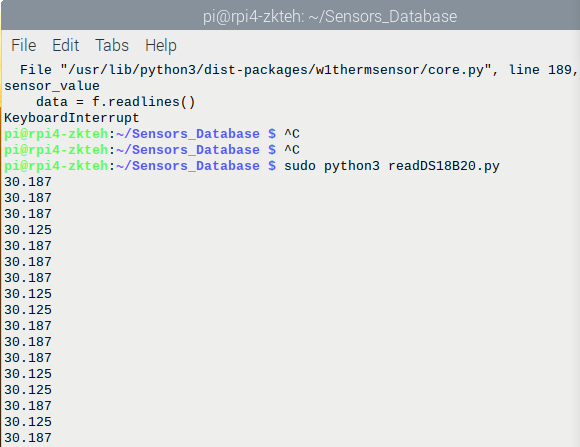 pi@rpi4-zkteh: ~/Sensors_Database
File Edit Tabs Help
  File "/usr/lib/python3/dist-packages/w1thermsensor/core.py", line 189,
sensor_value
    data = f.readlines()
KeyboardInterrupt
pi@rpi4-zkteh:~/Sensors_Database $ ^C
pi@rpi4-zkteh:~/Sensors_Database $ ^C
pi@rpi4-zkteh:~/Sensors_Database $ sudo python3 readDS18B20.py
30.187
30.187
30.187
30.125
30.187
30.187
30.187
30.125
30.125
30.187
30.187
30.187
30.125
30.125
30.187
30.125
30.187